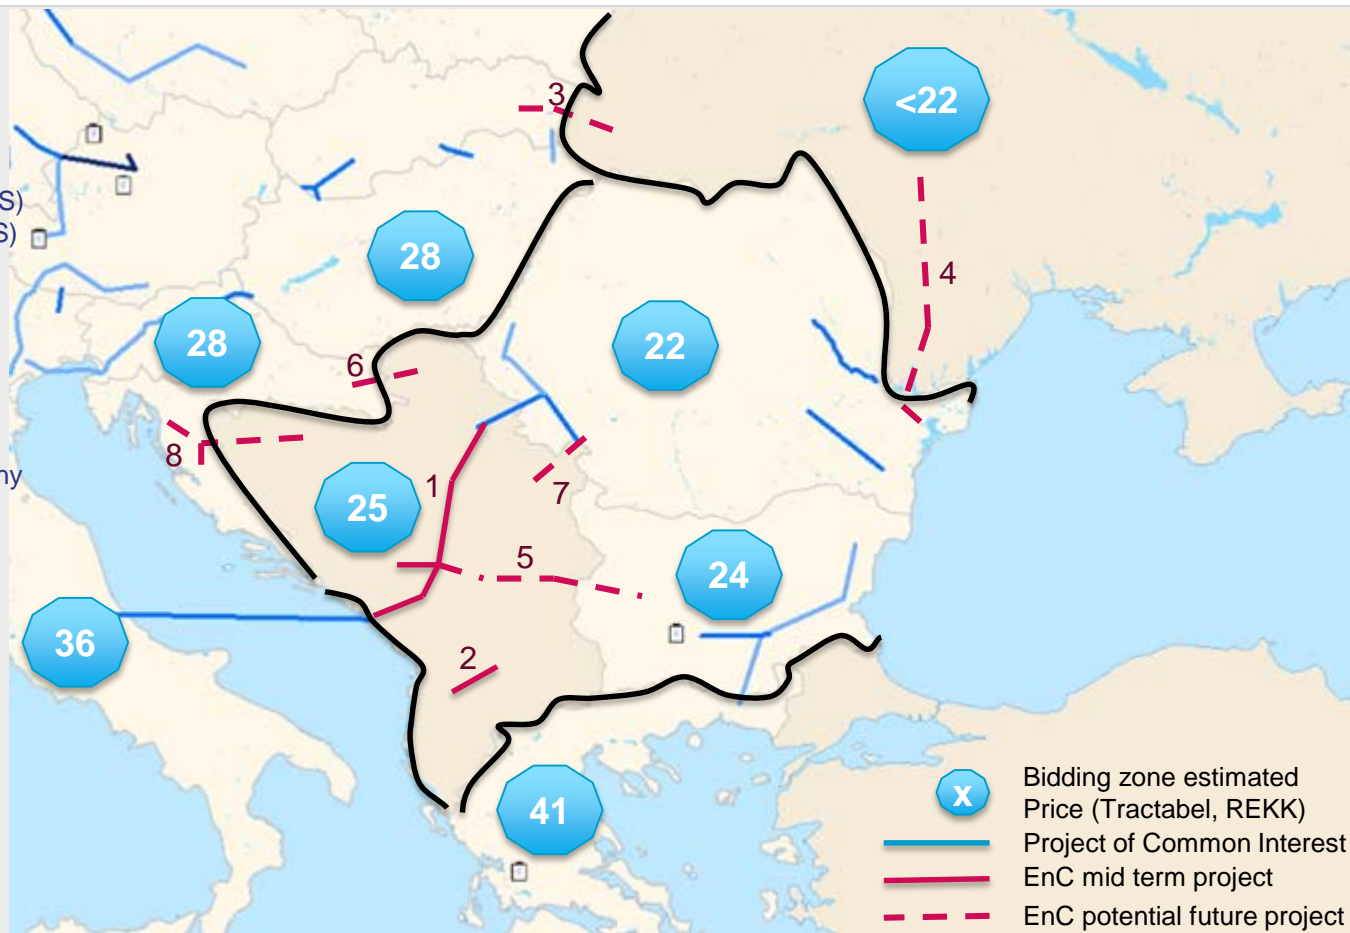 <22
3
S)
S)
28
4
28
22
6
8
ny
25
1
7
5
24
36
2
41
x
Bidding zone estimated
Price (Tractabel, REKK)
Project of Common Interest
EnC mid term project
EnC potential future project